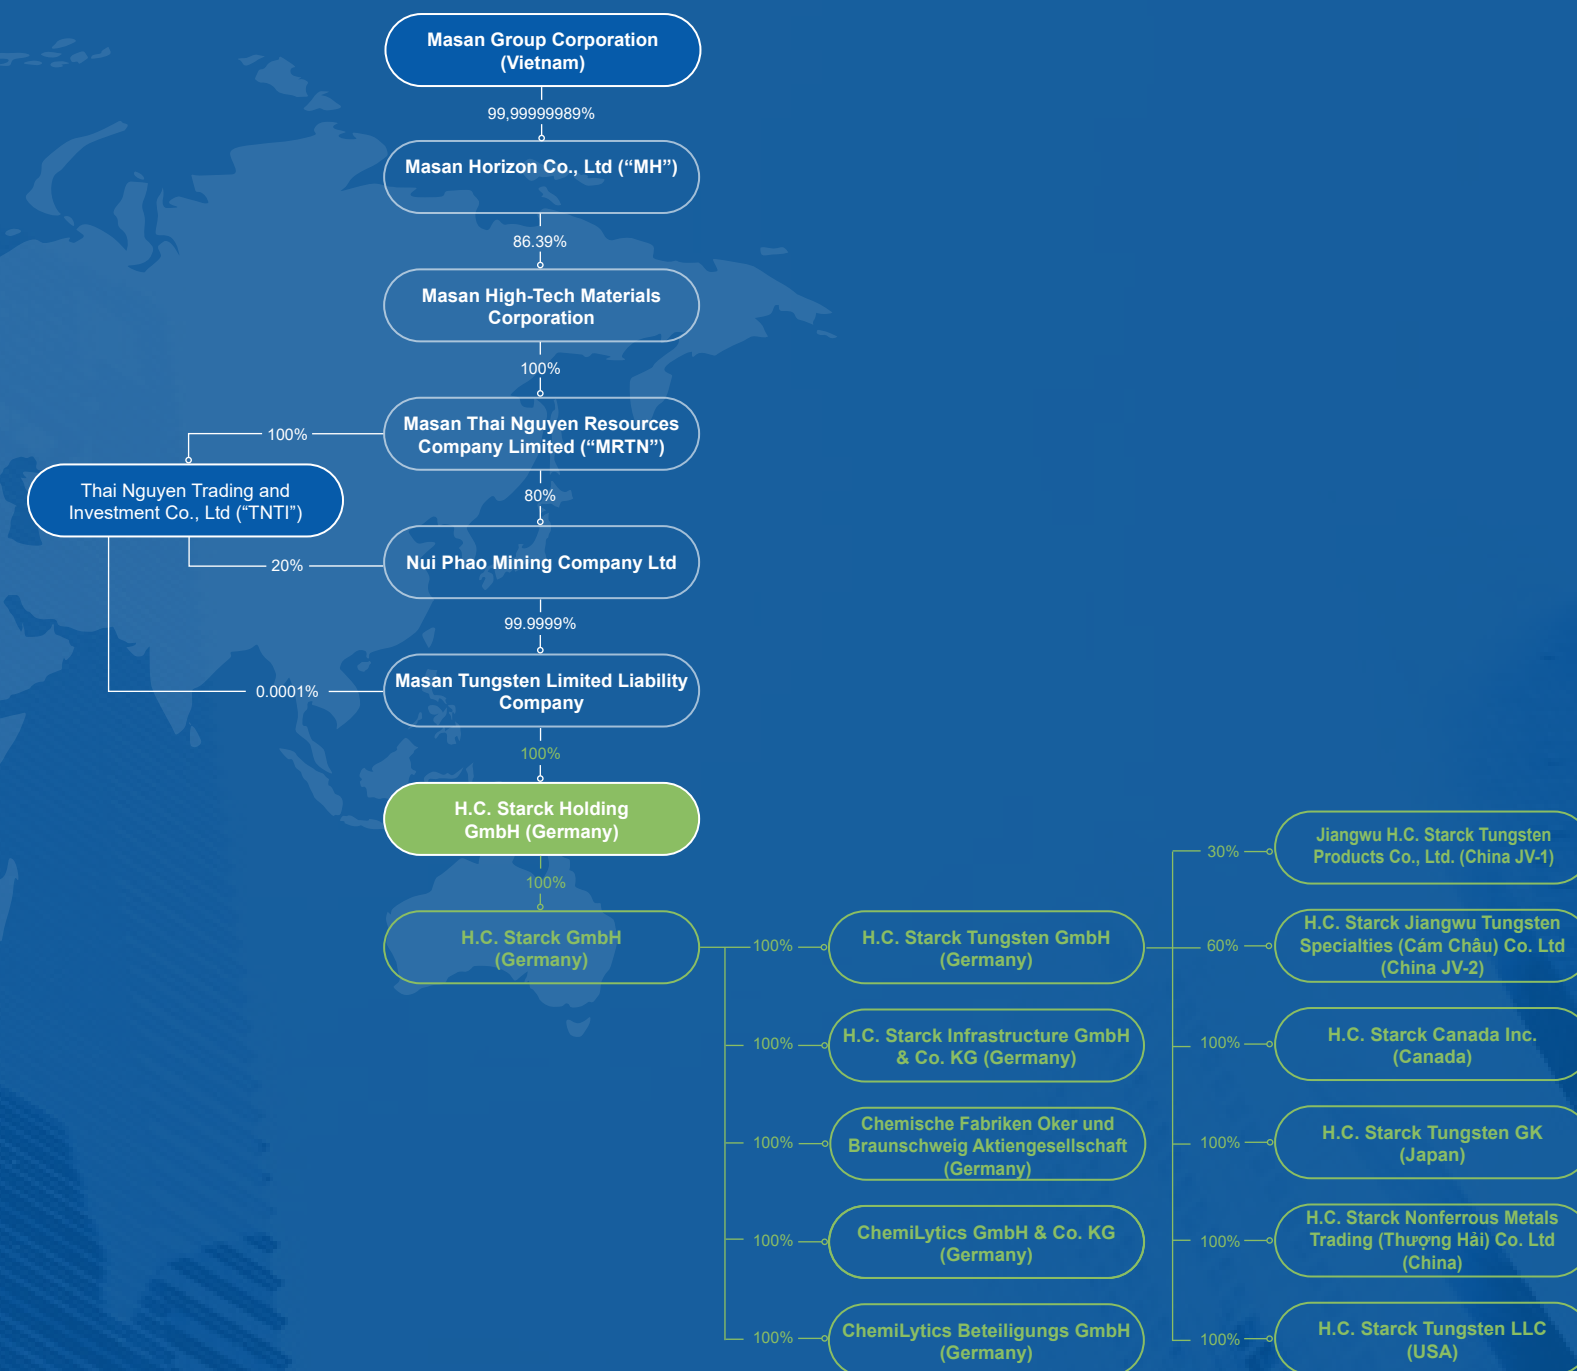 Masan Group Corporation
(Vietnam)
99,99999989%
Masan Horizon Co., Ltd (“MH”)
86.39%
Masan High-Tech Materials
Corporation
100%
Masan Thai Nguyen Resources
Company Limited (“MRTN”)
100%
Thai Nguyen Trading and
Investment Co., Ltd (“TNTI”)
80%
20%
Nui Phao Mining Company Ltd
99.9999%
0.0001%
Masan Tungsten Limited Liability
Company
100%
H.C. Starck Holding
GmbH (Germany)
100%
H.C. Starck GmbH
(Germany)
100%
H.C. Starck Tungsten GmbH
(Germany)
100%
H.C. Starck Infrastructure GmbH
& Co. KG (Germany)
100%
Chemische Fabriken Oker und
Braunschweig Aktiengesellschaft
(Germany)
100%
ChemiLytics GmbH & Co. KG
(Germany)
100%
ChemiLytics Beteiligungs GmbH
(Germany)
30%
Jiangwu H.C. Starck Tungsten
Products Co., Ltd. (China JV-1)
60%
H.C. Starck Jiangwu Tungsten
Specialties (Cám Châu) Co. Ltd
(China JV-2)
100%
H.C. Starck Canada Inc.
(Canada)
100%
H.C. Starck Tungsten GK
(Japan)
100%
H.C. Starck Nonferrous Metals
Trading (Thượng Hải) Co. Ltd
(China)
100%
H.C. Starck Tungsten LLC
(USA)